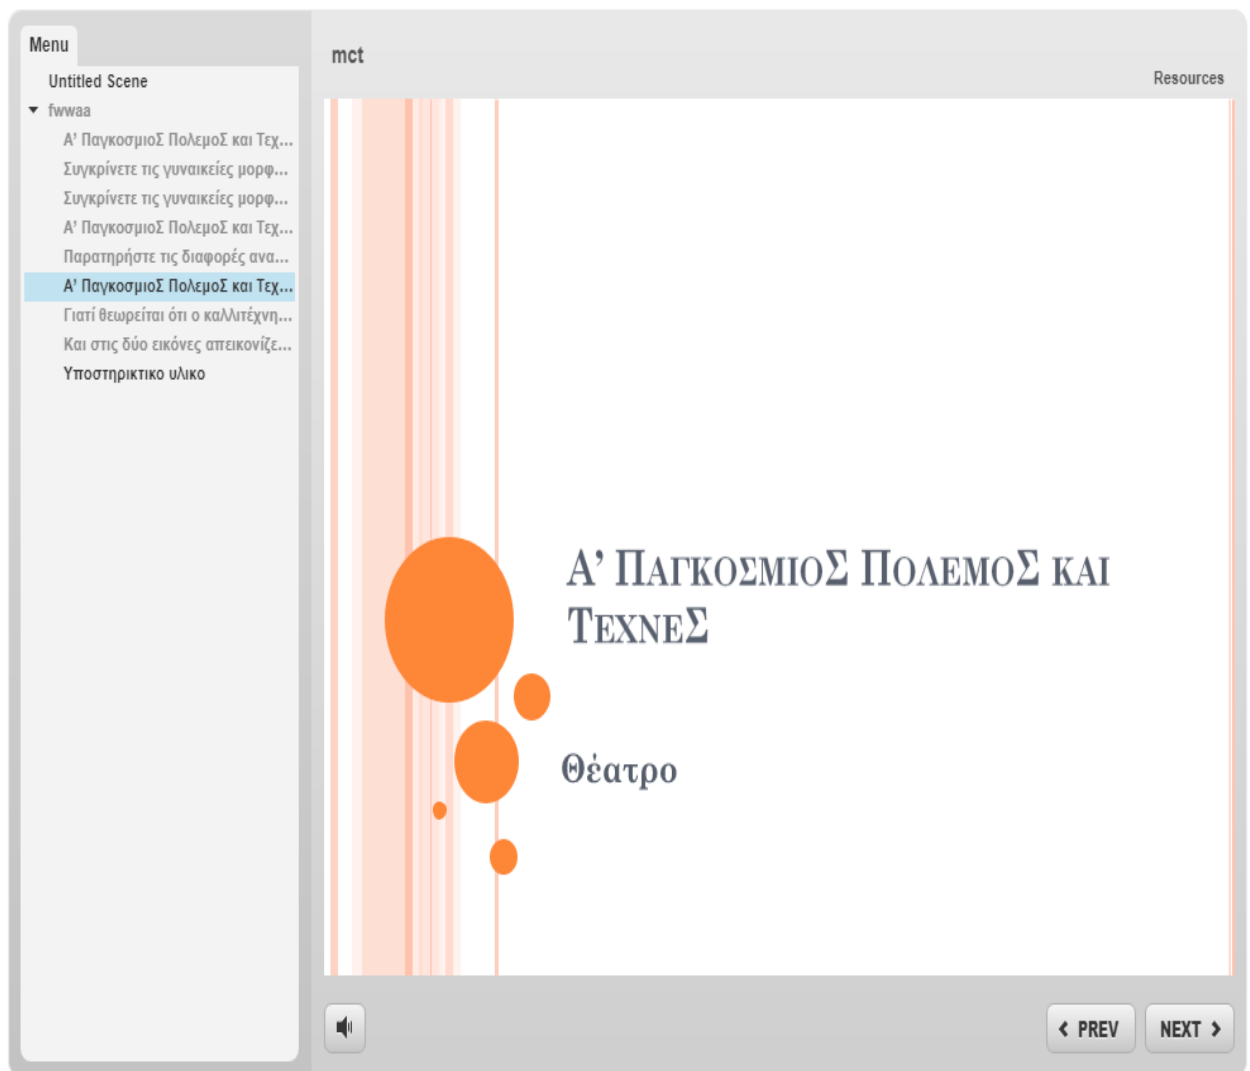 Menu
Untitled Scene
fwwaa
Α' ΠαγκοσμιοΣ ΠολεμοΣ και Τεχ...
Συγκρίνετε τις γυναικείες μορφ...
Συγκρίνετε τις γυναικείες μορφ...
Α' ΠαγκοσμιοΣ ΠολεμοΣ και Τεχ...
Παρατηρήστε τις διαφορές ανα...
Α' ΠαγκοσμιοΣ ΠολεμοΣ και Τεχ...
Γιατί θεωρείται ότι ο καλλιτέχνη...
Και στις δύο εικόνες απεικονίζε...
Υποστηρικτικο υλικο
mct
Resources
Α’ ΠΑΓΚΟΣΜΙΟΣ ΠΟΛΕΜΟΣ ΚΑΙ
ΤΕΧΝΕΣ
Θέατρο
PREV
NEXT